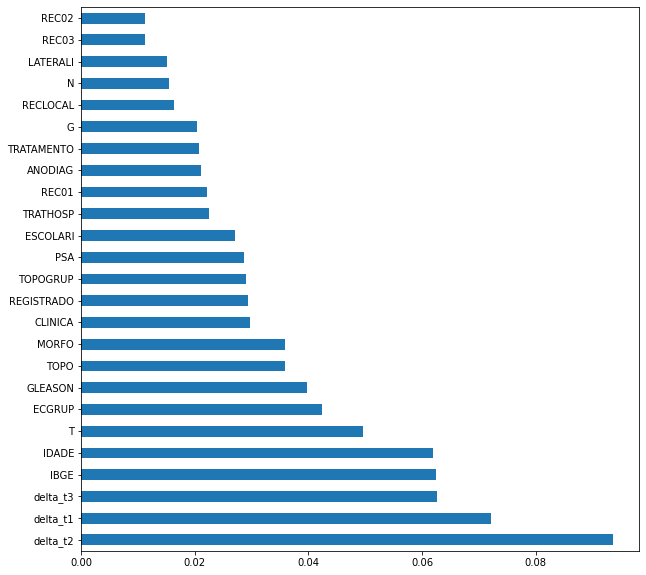 REC02
REC03
LATERALI
N
RECLOCAL
G
TRATAMENTO
ANODIAG
REC01
TRATHOSP
ESCOLARI
PSA
TOPOGRUP
REGISTRADO
CLINICA
MORFO
TOPO
GLEASON
ECGRUP
T
IDADE
IBGE
delta_t3
delta_t1
delta_t2
0.00 0.02 0.04 0.06 0.08